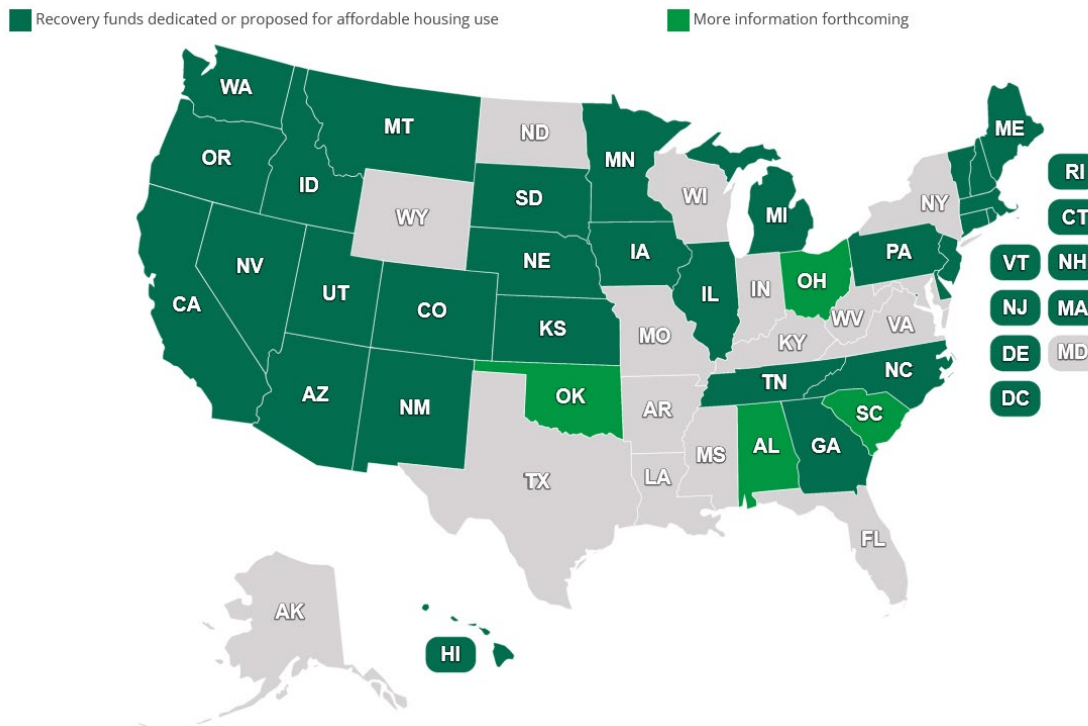 Recovery funds dedicated or proposed for affordable housing use
More information forthcoming
WA
MT
ND
MN
ME
OR
ID
SD
WI
MI
NY
RI
WY
CT
NV
NE
IA
PA
VT
NH
CA
UT
CO
IL
IN
OH
NJ
MA
KS
MO
KY
WV
VA
DE
MD
AZ
NM
OK
AR
TN
NC
DC
SC
TX
LA
MS
AL
GA
FL
AK
HI